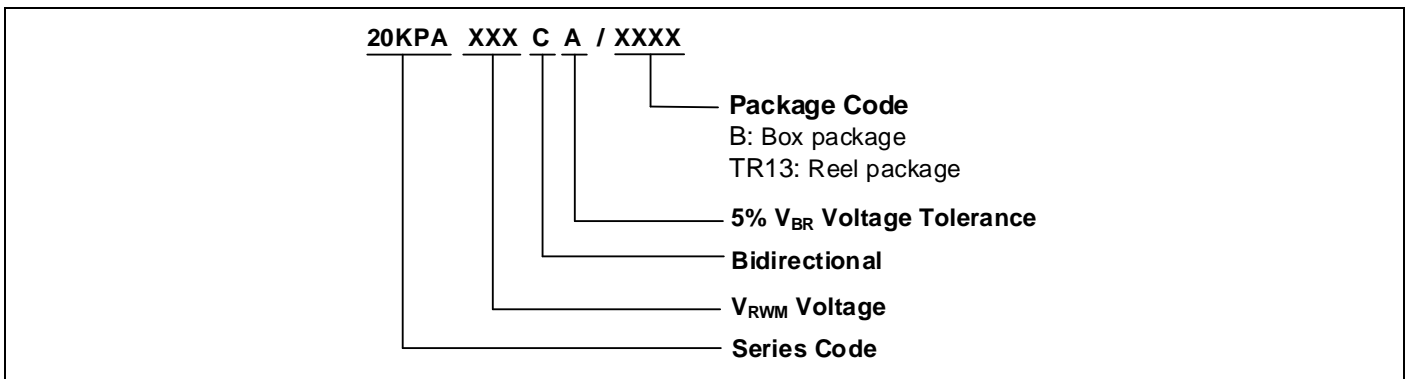 20KPA XXX C A / XXXX
Package Code
B: Box package
TR13: Reel package
5% VBR Voltage Tolerance
Bidirectional
VRWM Voltage
Series Code